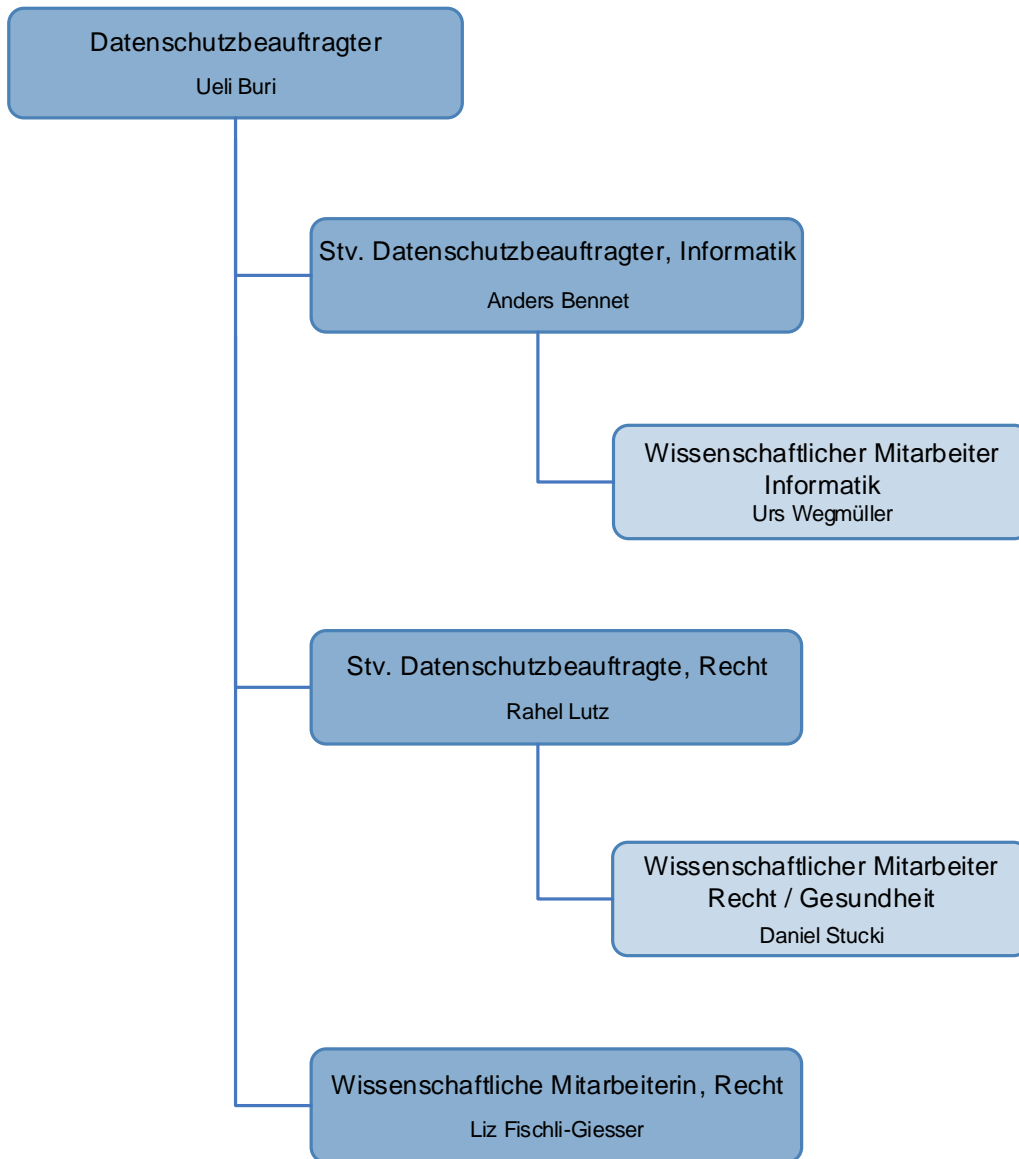 Datenschutzbeauftragter
Ueli Buri
Stv. Datenschutzbeauftragter, Informatik
Anders Bennet
Wissenschaftlicher Mitarbeiter
Informatik
Urs Wegmüller
Stv. Datenschutzbeauftragte, Recht
Rahel Lutz
Wissenschaftlicher Mitarbeiter
Recht / Gesundheit
Daniel Stucki
Wissenschaftliche Mitarbeiterin, Recht
Liz Fischli-Giesser